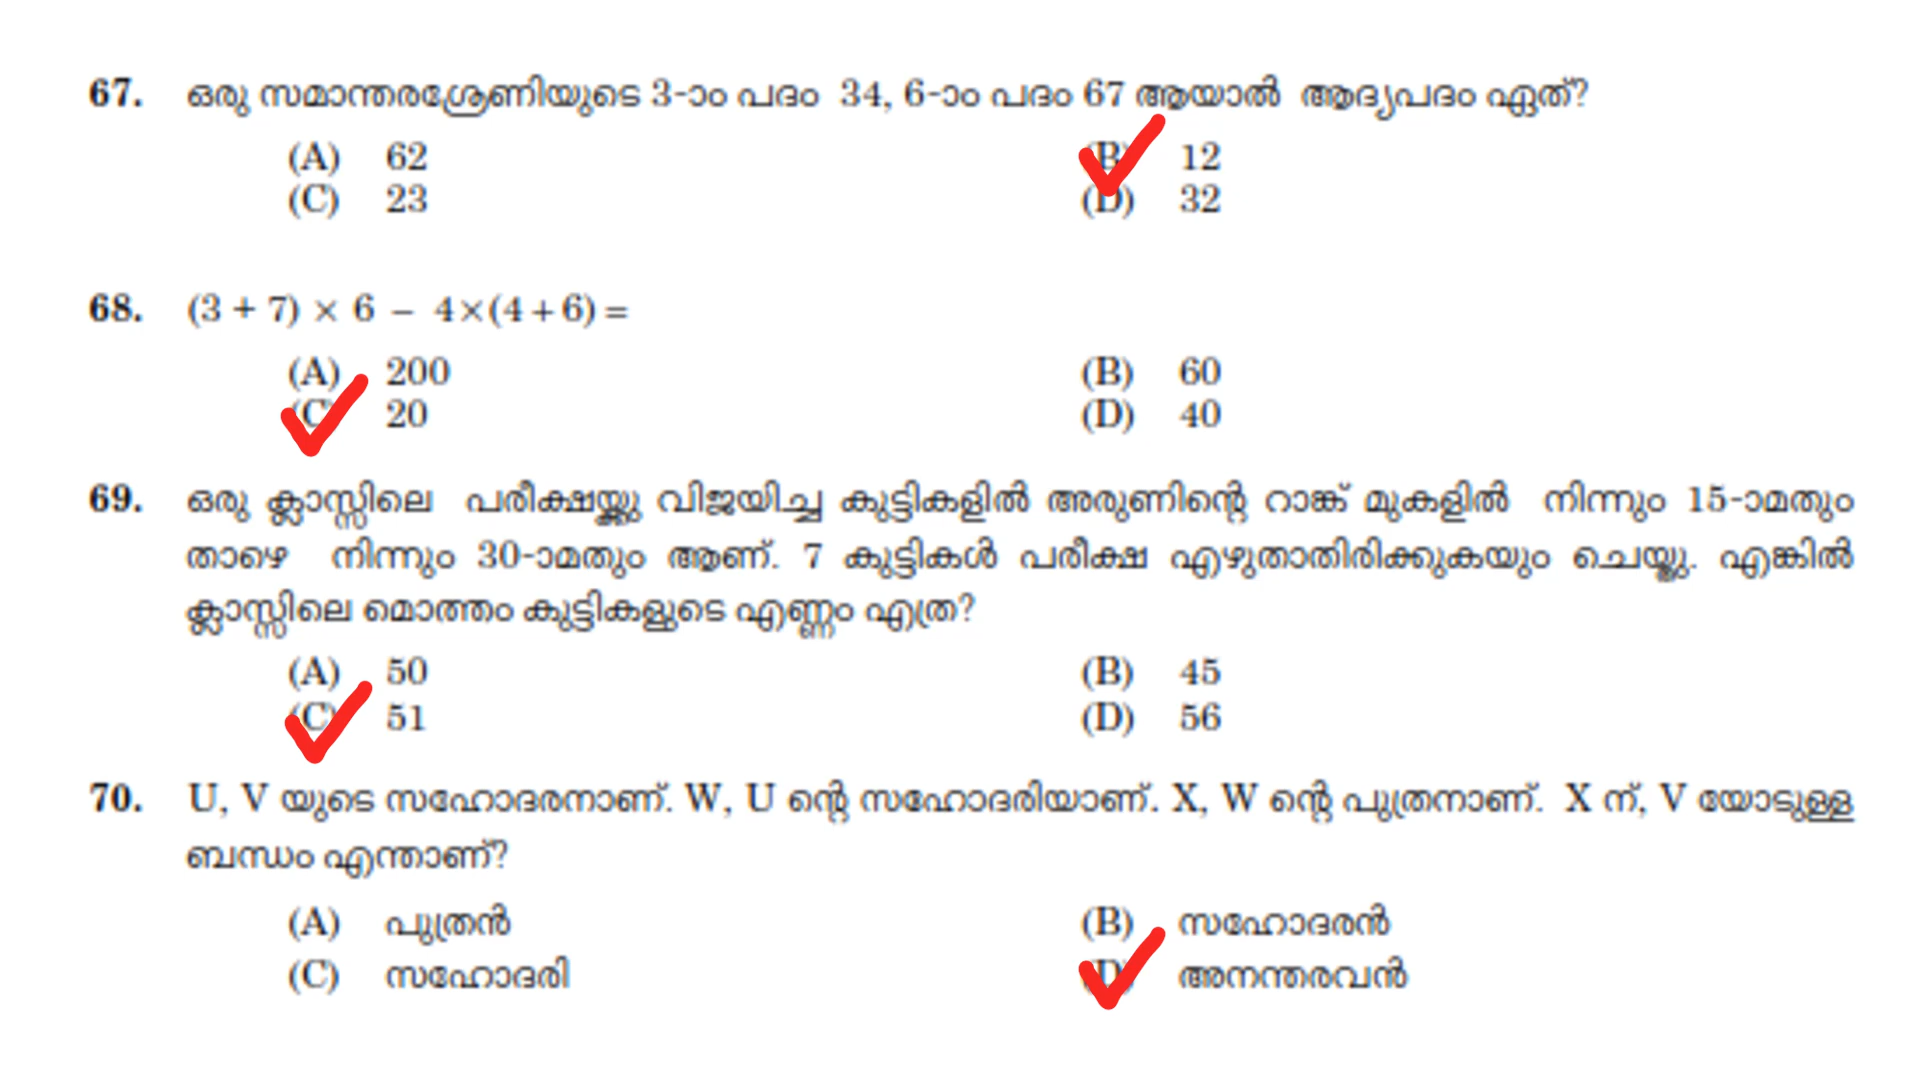 67. ഒരു സമാന്തരശ്രേണിയുടെ 3-ാം പദം 34, 6-ാം പദം 67 ആയാൽ ആദ്യപദം ഏത്?
(A) 62 (B) 12
(C) 23 (D) 32
68. (3 + 7) × 6 – 4×(4 + 6) =
(A) 200 (B) 60
(C) 20 (D) 40
69. ഒരു ക്ലാസ്സിലെ പരീക്ഷയ്ക്കു വിജയിച്ച കുട്ടികളിൽ അരുണിന്റെ റാങ്ക് മുകളിൽ നിന്നും 15-ാമതും
താഴെ നിന്നും 30-ാമതും ആണ്. 7 കുട്ടികൾ പരീക്ഷ എഴുതാതിരിക്കുകയും ചെയ്തു. എങ്കിൽ
ക്ലാസ്സിലെ മൊത്തം കുട്ടികളുടെ എണ്ണം എത്ര?
(A) 50 (B) 45
(C) 51 (D) 56
70. U, V യുടെ സഹോദരനാണ്. W, U ന്റെ സഹോദരിയാണ്. X, W ന്റെ പുത്രനാണ്. X ന്, V യോടുള്ള
ബന്ധം എന്താണ്?
(A) പുത്രൻ (B) സഹോദരൻ
(C) സഹോദരി (D) അനന്തരവൻ